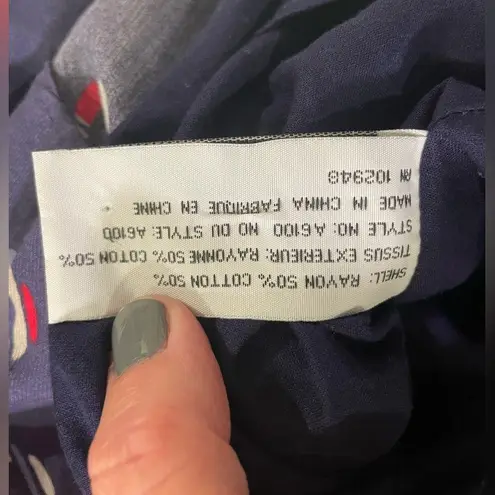 SHELL: RAYON 50% COTTON 50%
TISSUS EXTERIEUR: RAYONNE 50% COTON 50%
STYLE NO: A6100 NO DU STYLE: A6100
MADE IN CHINA, FABRIQUE EN CHINE
RN 102948